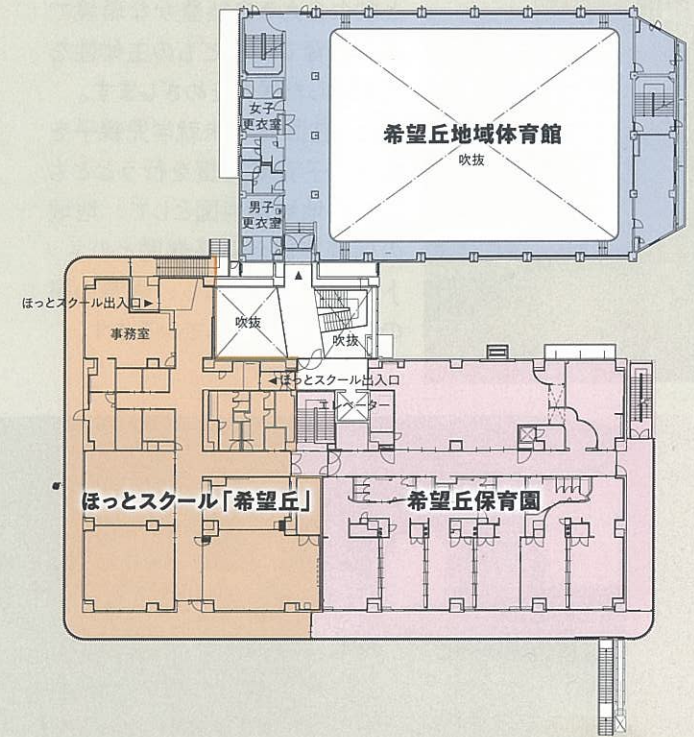 女子
更衣室
希望丘地域体育館
吹抜
男子
更衣室
ほっとスクール出入口▶
事務室
吹抜
吹抜
◀ほっとスクール出入口
エレベーター
ほっとスクール「希望丘」
希望丘保育園